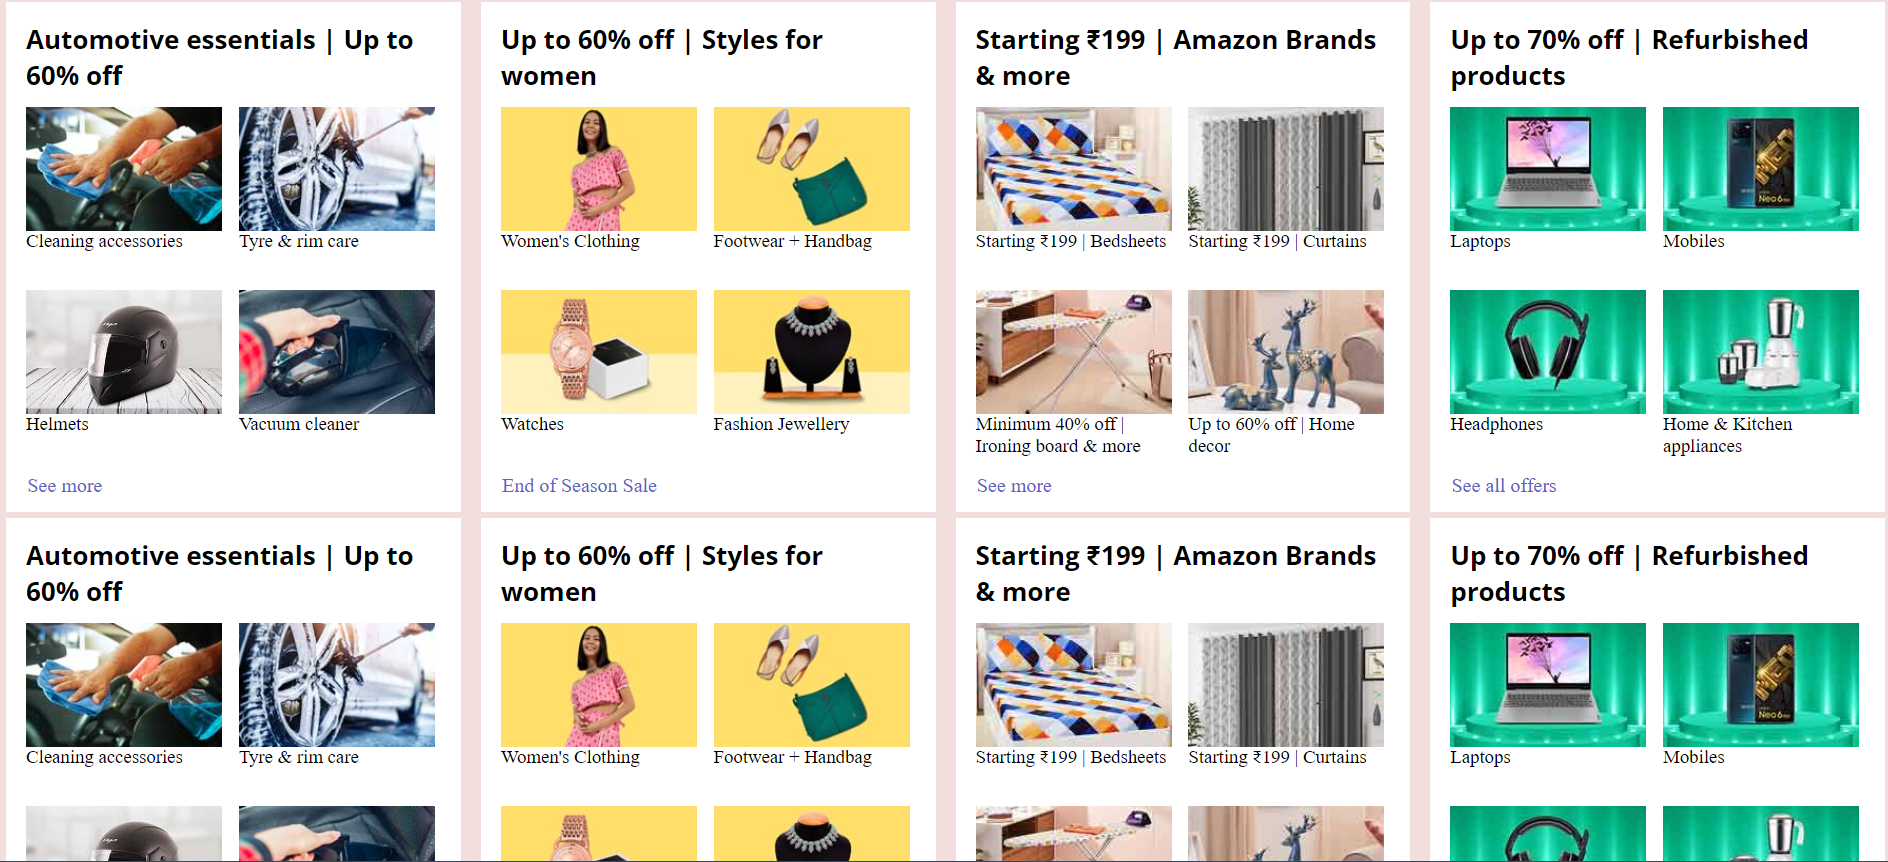 Automotive essentials | Up to
60% off
Cleaning accessories
Tyre & rim care
Helmets
Vacuum cleaner
See more
Up to 60% off | Styles for
women
Women's Clothing
Footwear + Handbag
Watches
Fashion Jewellery
End of Season Sale
Starting ₹199 | Amazon Brands
& more
Starting ₹199 | Bedsheets
Starting ₹199 | Curtains
Minimum 40% off |
Ironing board & more
Up to 60% off | Home
decor
See more
Up to 70% off | Refurbished
products
Neo 6
Laptops
Mobiles
Headphones
Home & Kitchen
appliances
See all offers
Automotive essentials | Up to
60% off
Cleaning accessories
Tyre & rim care
Up to 60% off | Styles for
women
Women's Clothing
Footwear + Handbag
Starting ₹199 | Amazon Brands
& more
Starting ₹199 | Bedsheets
Starting ₹199 | Curtains
Up to 70% off | Refurbished
products
Neo 6
Laptops
Mobiles